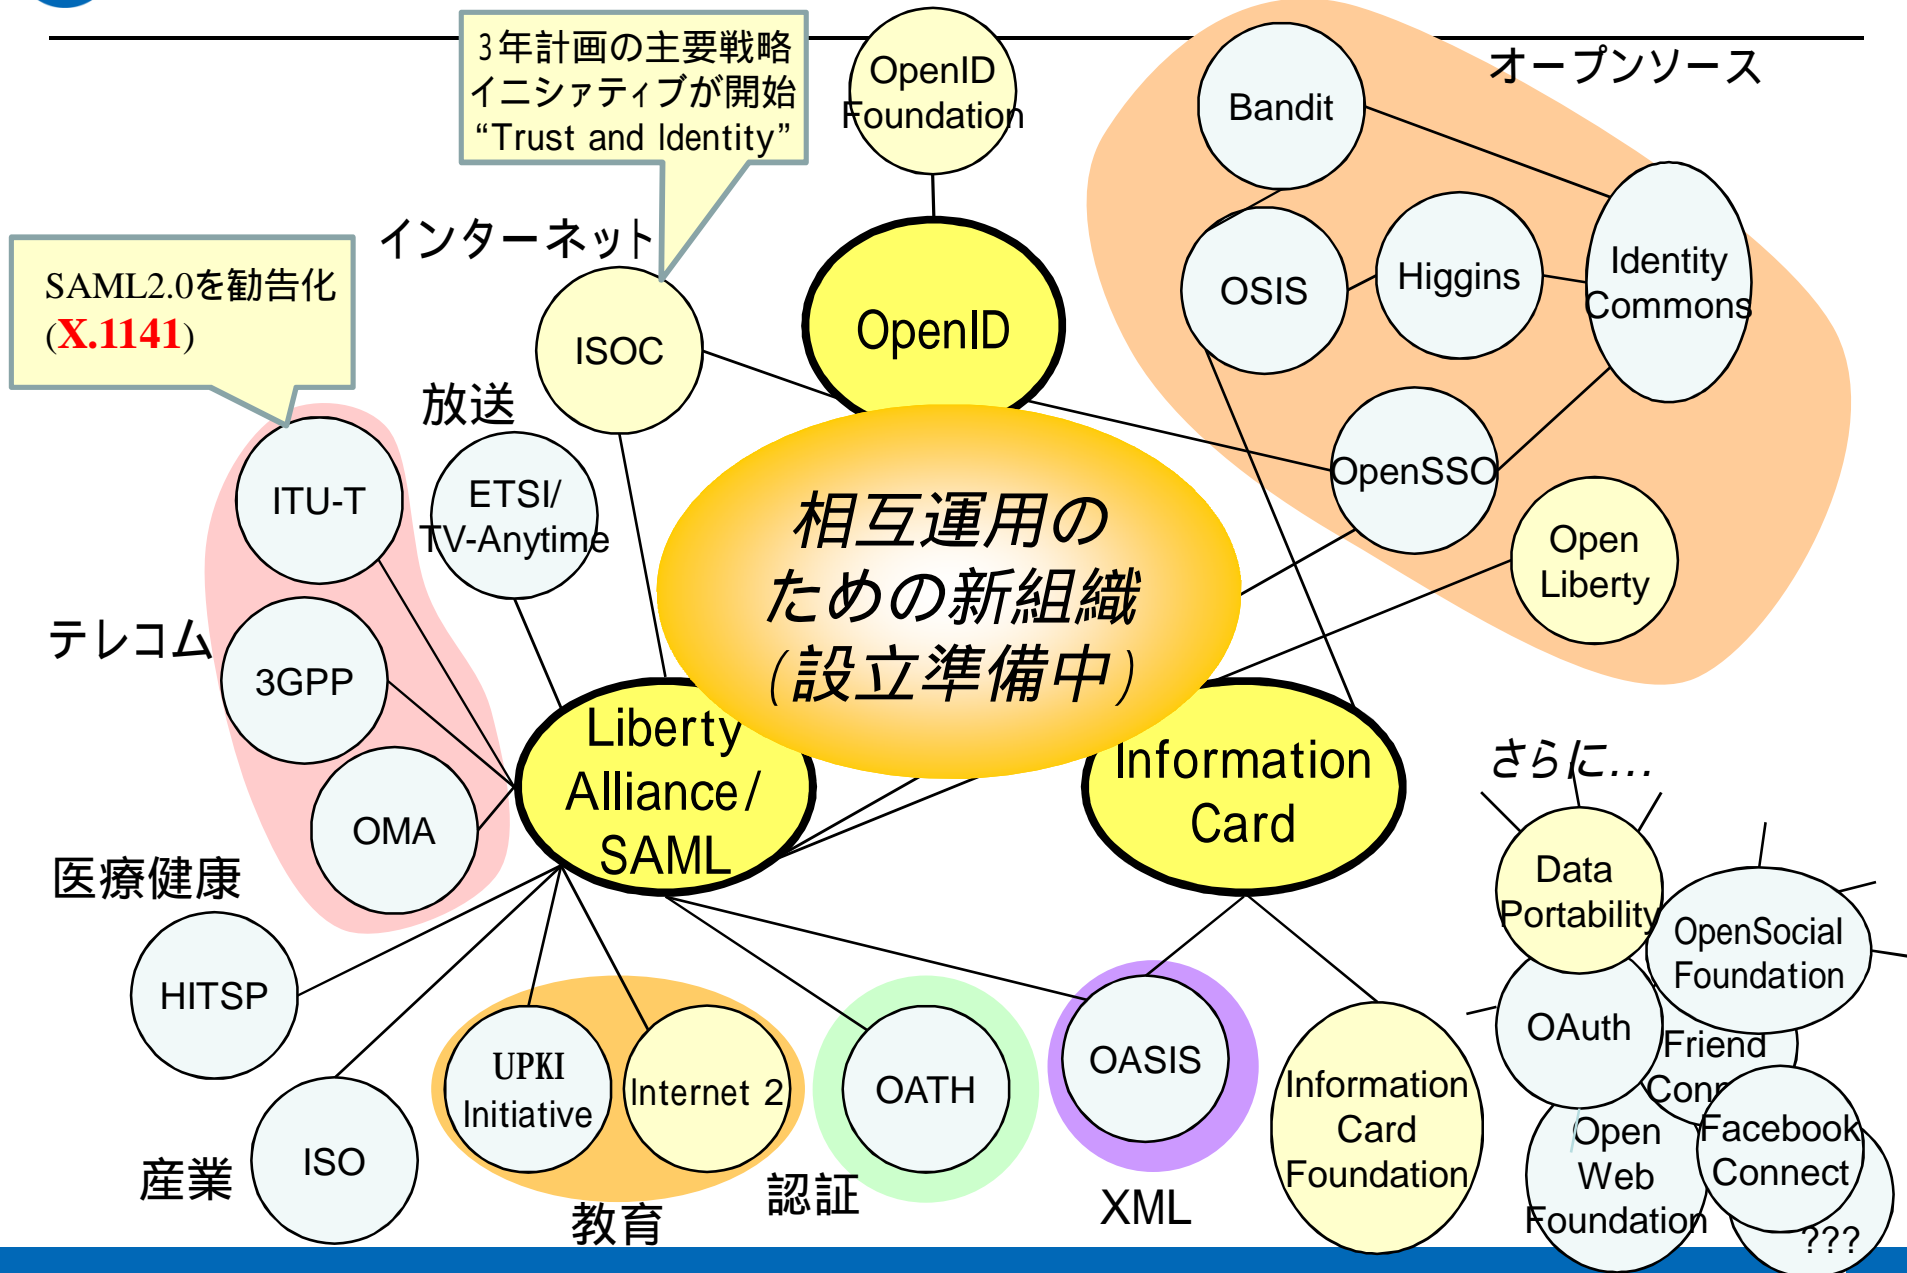 3年計画の主要戦略
イニシァティブが開始
“Trust and Identity”
OpenID
Foundation
オープンソース
Bandit
インターネット
SAML2.0を勧告化
(X.1141)
ISOC
OpenID
OSIS
Higgins
Identity
Commons
放送
ITU-T
ETSI/
TV-Anytime
OpenSSO
Open
Liberty
相互運用の
ための新組織
(設立準備中)
テレコム
3GPP
OMA
Liberty
Alliance/
SAML
Information
Card
さらに...
医療健康
HITSP
Data
Portability
OpenSocial
Foundation
OAuth
Friend
Conn
UPKI
Initiative
Internet 2
OATH
OASIS
Information
Card
Foundation
Open
Web
Foundation
Facebook
Connect
???
産業
ISO
教育
認証
XML